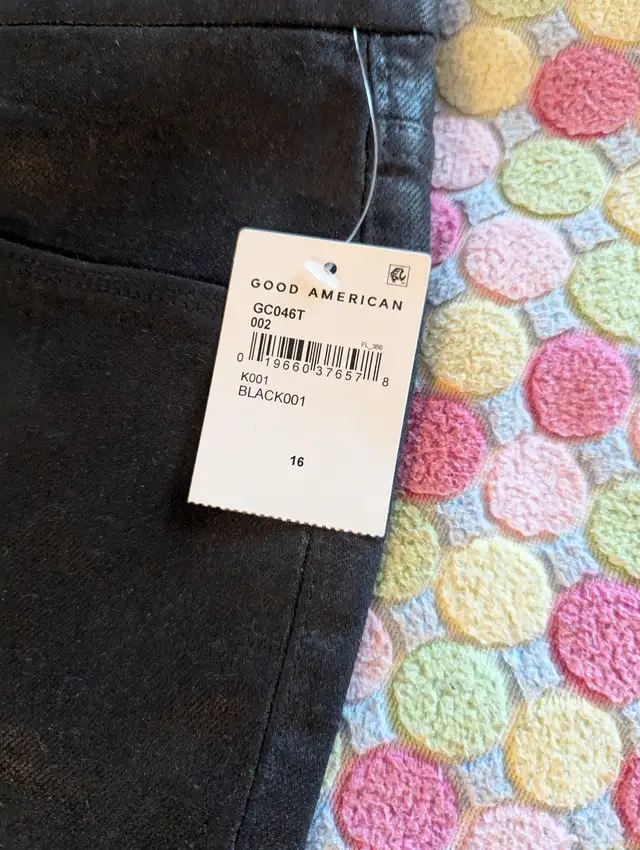 GOOD AMERICAN
GC046T
002
FL_386
0 19660 37657 8
K001
BLACK001
16